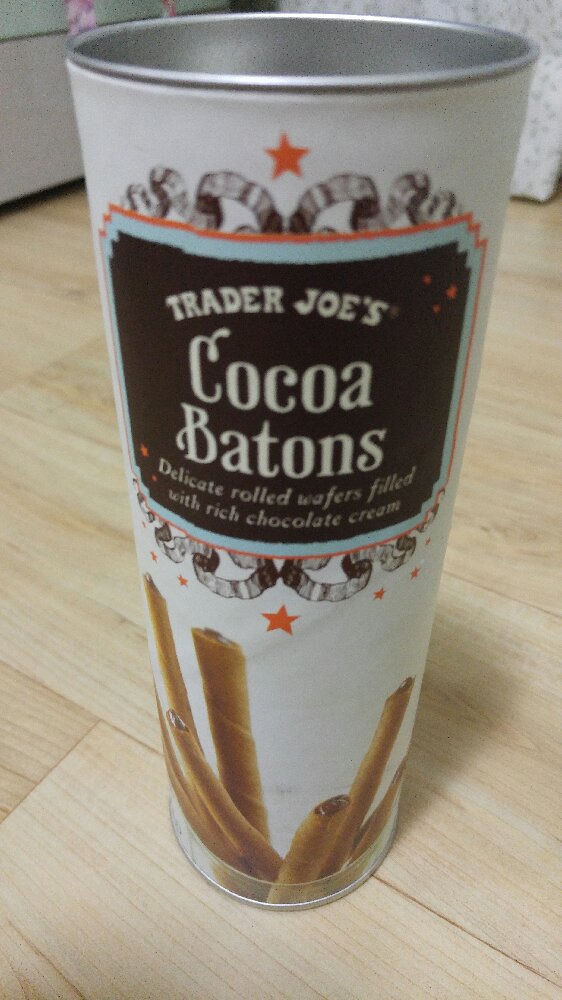 TRADER JOE'S®
Cocoa
Batons
Delicate rolled wafers filled
with rich chocolate cream